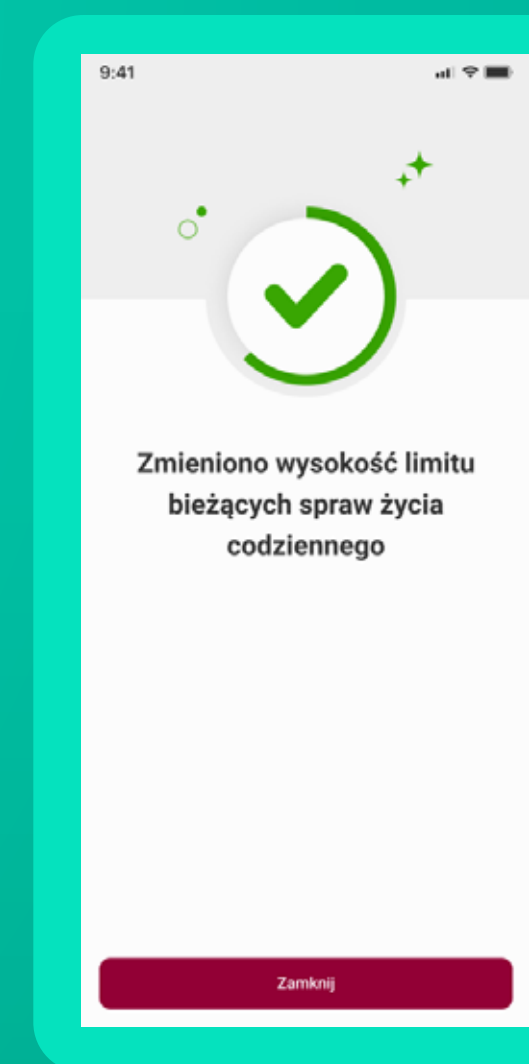 9:41
Zmieniono wysokość limitu
bieżących spraw życia
codziennego
Zamknij